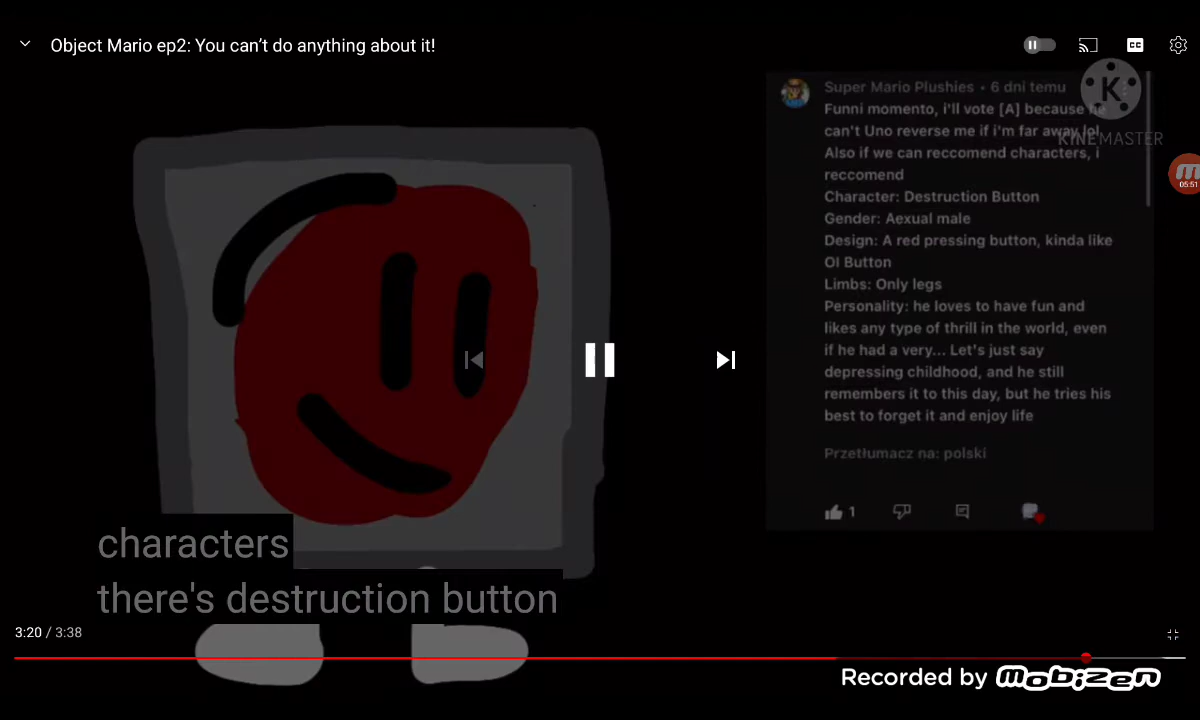 Object Mario ep2: You can't do anything about it!
Super Mario Plushies • 6 dni temu
Funni momento, i'll vote [A] because he
can't Uno reverse me if i'm far away lol
Also if we can reccomend characters, i
reccomend
Character: Destruction Button
Gender: Aexual male
Design: A red pressing button, kinda like
OI Button
Limbs: Only legs
Personality: he loves to have fun and
likes any type of thrill in the world, even
if he had a very... Let's just say
depressing childhood, and he still
remembers it to this day, but he tries his
best to forget it and enjoy life
Przetłumacz na: polski
1
K
KINEMASTER
CC
05:51
characters
there's destruction button
3:20 / 3:38
Recorded by mobizen